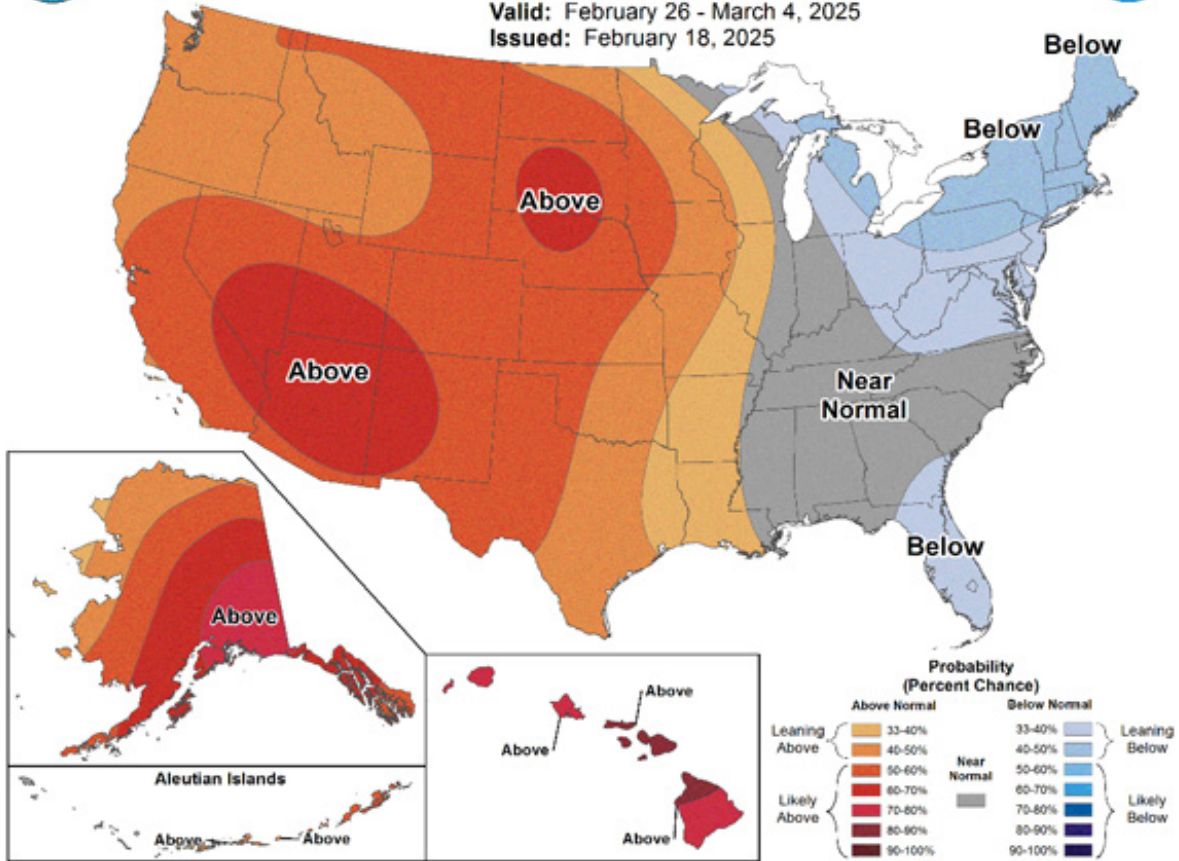 Valid: February 26 - March 4, 2025
Issued: February 18, 2025
Below
Below
Above
Above
Near
Normal
Below
Above
Aleutian Islands
Above
Above
Above
Above
Above
Probability
(Percent Chance)
Above Normal
Below Normal
Leaning
Above
33-40%
40-50%
Likely
Above
50-60%
60-70%
70-80%
80-90%
90-100%
Near
Normal
33-40%
40-50%
Leaning
Below
50-60%
60-70%
70-80%
80-90%
90-100%
Likely
Below